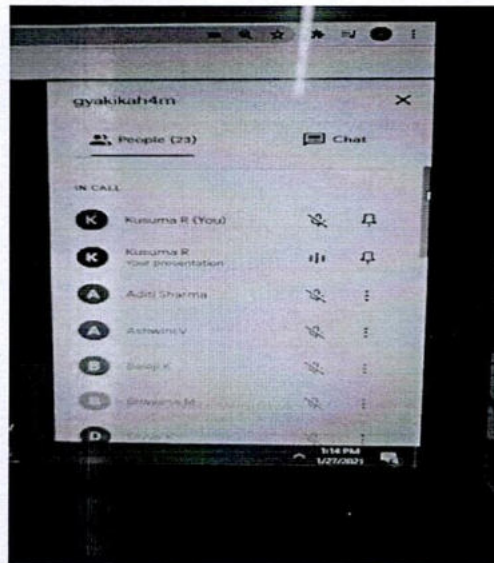 gyakikah4m
People (23)
Chat
IN CALL
K Kusuma R (You)
K Kusuma R
Your presentation
A Aditi Sharma
A Ashwini V
B Balaji K
B M
D
1:14 PM
1/27/2021